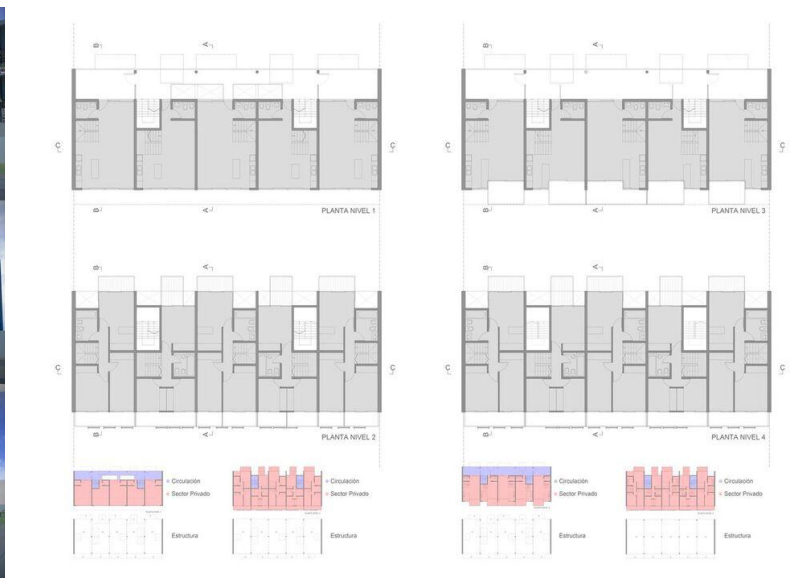 B
A
B
A
C
C
C
C
B
A
PLANTA NIVEL 1
B
A
PLANTA NIVEL 3
B
A
B
A
C
C
C
C
B
A
PLANTA NIVEL 2
B
A
PLANTA NIVEL 4
Circulación
Sector Privado
Circulación
Sector Privado
Circulación
Sector Privado
Circulación
Sector Privado
Estructura
Estructura
Estructura
Estructura